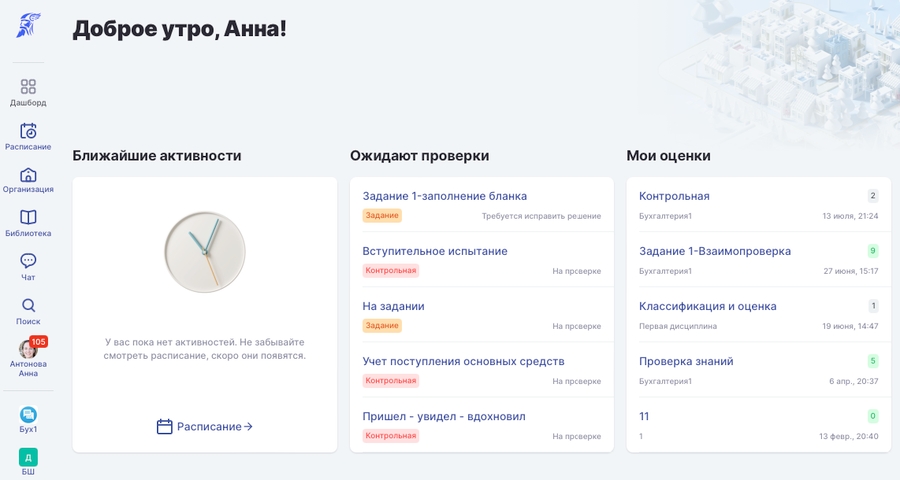 Доброе утро, Анна!
Дашборд
Расписание
Организация
Библиотека
Чат
Поиск
105
Антонова
Анна
Бух1
Д
БШ
Ближайшие активности
У вас пока нет активностей. Не забывайте
смотреть расписание, скоро они появятся.
Расписание
Ожидают проверки
Задание 1-заполнение бланка
Задание Требуется исправить решение
Вступительное испытание
Контрольная На прсверке
На задании
Задание На прсверке
Учет поступления основных средств
Контрольная На прсверке
Пришел - увидел - вдохновил
Контрольная На прсверке
Мои оценки
Контрольная 2
Бухгалтерия1 13 июля, 21:24
Задание 1-Взаимопроверка 9
Бухгалтерия1 27 июня, 15:17
Классификация и оценка 1
Первая дисциплина 19 июня, 14:47
Проверка знаний 5
Бухгалтерия1 6 апр., 20:37
11 0
1 13 февр., 20:40